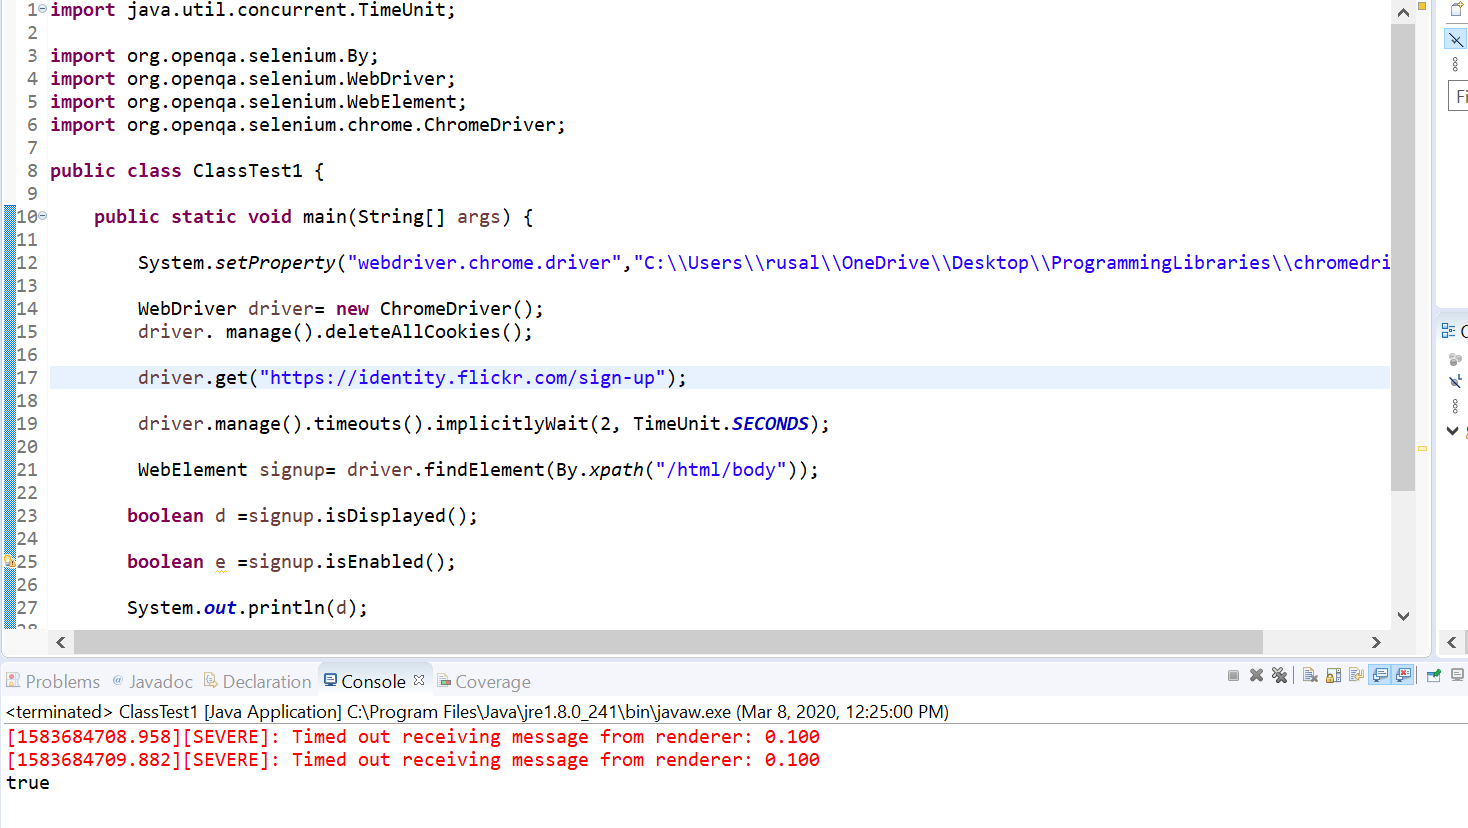 1 import java.util.concurrent.TimeUnit;
2
3 import org.openqa.selenium.By;
4 import org.openqa.selenium.WebDriver;
5 import org.openqa.selenium.WebElement;
6 import org.openqa.selenium.chrome.ChromeDriver;
7
8 public class ClassTest1 {
9
10 public static void main(String[] args) {
11
12 System.setProperty("webdriver.chrome.driver","C:\\Users\\rusal\\OneDrive\\Desktop\\ProgrammingLibraries\\chromedri
13
14 WebDriver driver= new ChromeDriver();
15 driver. manage().deleteAllCookies();
16
17 driver.get("https://identity.flickr.com/sign-up");
18
19 driver.manage().timeouts().implicitlyWait(2, TimeUnit.SECONDS);
20
21 WebElement signup= driver.findElement(By.xpath("/html/body"));
22
23 boolean d =signup.isDisplayed();
24
25 boolean e =signup.isEnabled();
26
27 System.out.println(d);
28
Fi
Problems @ Javadoc Declaration Console Coverage
<terminated> ClassTest1 [Java Application] C:\Program Files\Java\jre1.8.0_241\bin\javaw.exe (Mar 8, 2020, 12:25:00 PM)
[1583684708.958][SEVERE]: Timed out receiving message from renderer: 0.100
[1583684709.882][SEVERE]: Timed out receiving message from renderer: 0.100
true